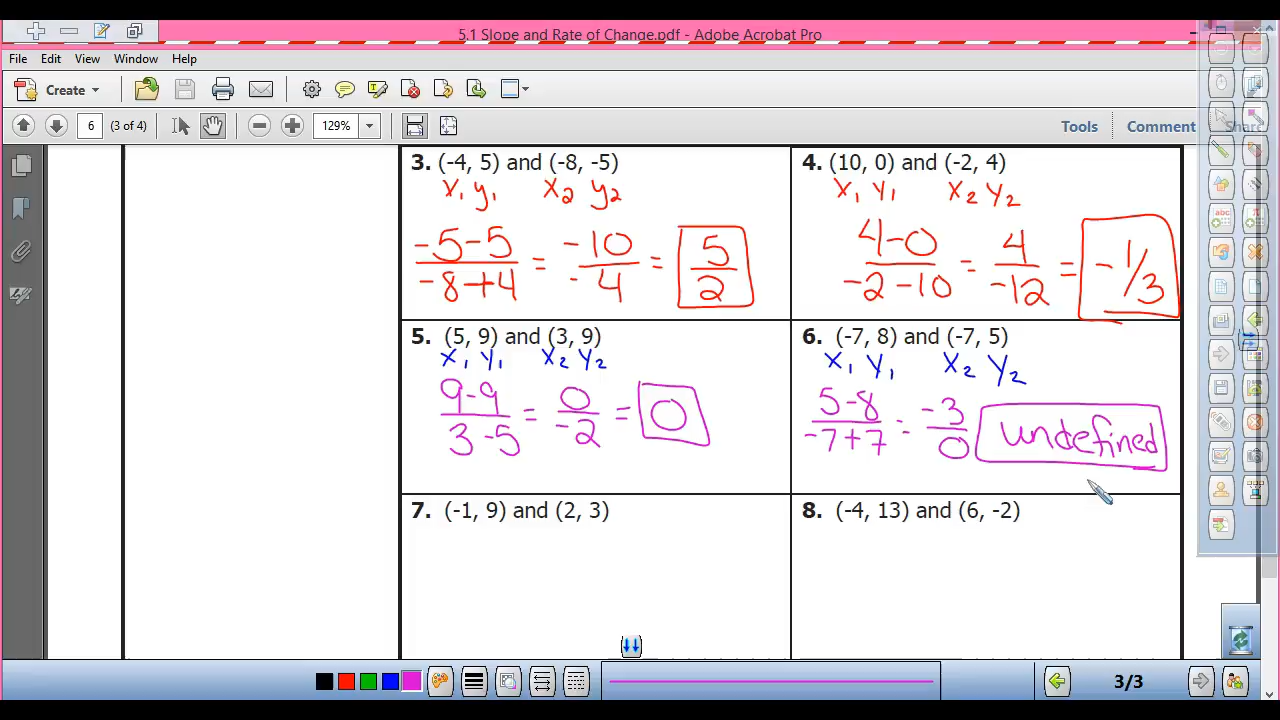 5.1 Slope and Rate of Change.pdf - Adobe Acrobat Pro
File Edit View Window Help
Create
6 (3 of 4) 129% Tools Comment Share
3. (-4, 5) and (-8, -5)
x₁ y₁ x₂ y₂
-5-5/-8+4 = -10/-4 = 5/2
4. (10, 0) and (-2, 4)
x₁ y₁ x₂ y₂
4-0/-2-10 = 4/-12 = -1/3
5. (5, 9) and (3, 9)
x₁ y₁ x₂ y₂
9-9/3-5 = 0/-2 = 0
6. (-7, 8) and (-7, 5)
x₁ y₁ x₂ y₂
5-8/-7+7 = -3/0 undefined
7. (-1, 9) and (2, 3)
8. (-4, 13) and (6, -2)
abc
π
3/3